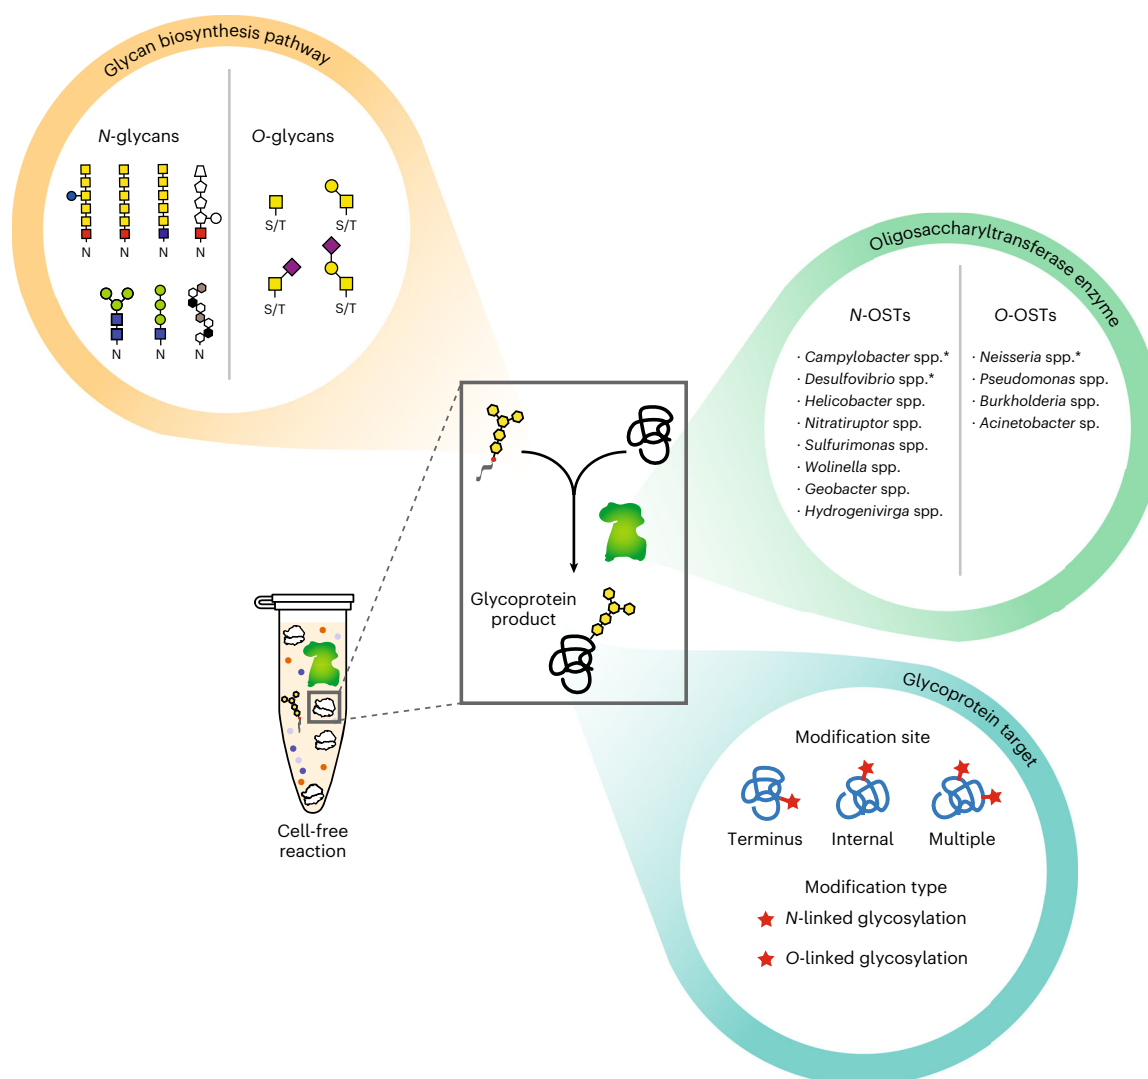 Glycan biosynthesis pathway
N-glycans
O-glycans
N
N
N
N
N
N
N
S/T
S/T
S/T
S/T
Oligosaccharyltransferase enzyme
N-OSTs
· Campylobacter spp.*
· Desulfovibrio spp.*
· Helicobacter spp.
· Nitratiruptor spp.
· Sulfurimonas spp.
· Wolinella spp.
· Geobacter spp.
· Hydrogenivirga spp.
O-OSTs
· Neisseria spp.*
· Pseudomonas spp.
· Burkholderia spp.
· Acinetobacter sp.
Glycoprotein
product
Cell-free
reaction
Glycoprotein target
Modification site
Terminus
Internal
Multiple
Modification type
N-linked glycosylation
O-linked glycosylation